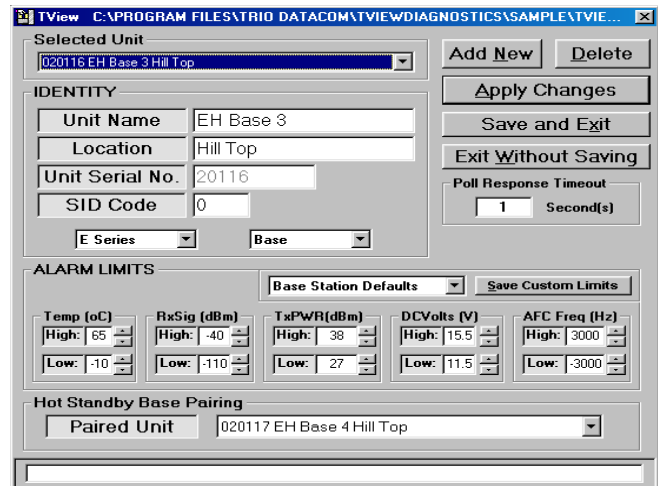 TView C:\PROGRAM FILES\TRIO DATACOM\TVIEWDIAGNOSTICS\SAMPLE\TVIE...
Selected Unit
020116 EH Base 3 Hill Top
Add New
Delete
IDENTITY
Apply Changes
Unit Name
EH Base 3
Save and Exit
Location
Hill Top
Exit Without Saving
Unit Serial No.
20116
Poll Response Timeout
SID Code
0
1 Second(s)
E Series
Base
ALARM LIMITS
Base Station Defaults
Save Custom Limits
Temp (oC)
High: 65
Low: -10
RxSig (dBm)
High: -40
Low: -110
TxPWR(dBm)
High: 38
Low: 27
DCVolts (V)
High: 15.5
Low: 11.5
AFC Freq (Hz)
High: 3000
Low: -3000
Hot Standby Base Pairing
Paired Unit
020117 EH Base 4 Hill Top